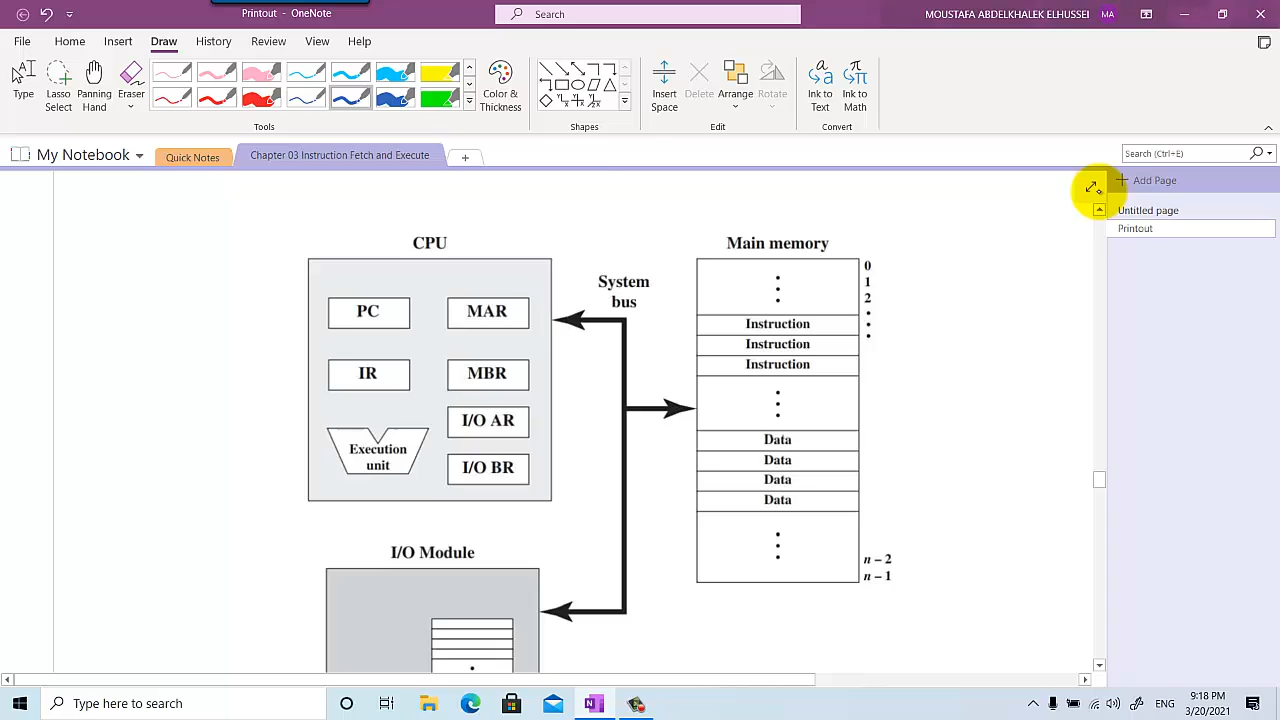 Printout - OneNote
Search
MOUSTAFA ABDELKHALEK ELHUSSEI
MA
File Home Insert Draw History Review View Help
Type
Lasso Select
Panning Hand
Eraser
Color & Thickness
Insert Space
Delete
Arrange
Rotate
Ink to Text
Ink to Math
Tools
Shapes
Edit
Convert
My Notebook
Quick Notes
Chapter 03 Instruction Fetch and Execute
Search (Ctrl+E)
Add Page
Untitled page
Printout
CPU
PC
MAR
IR
MBR
I/O AR
I/O BR
Execution
unit
System
bus
Main memory
0
1
2
Instruction
Instruction
Instruction
Data
Data
Data
Data
n – 2
n – 1
I/O Module
Type here to search
ENG
9:18 PM
3/20/2021